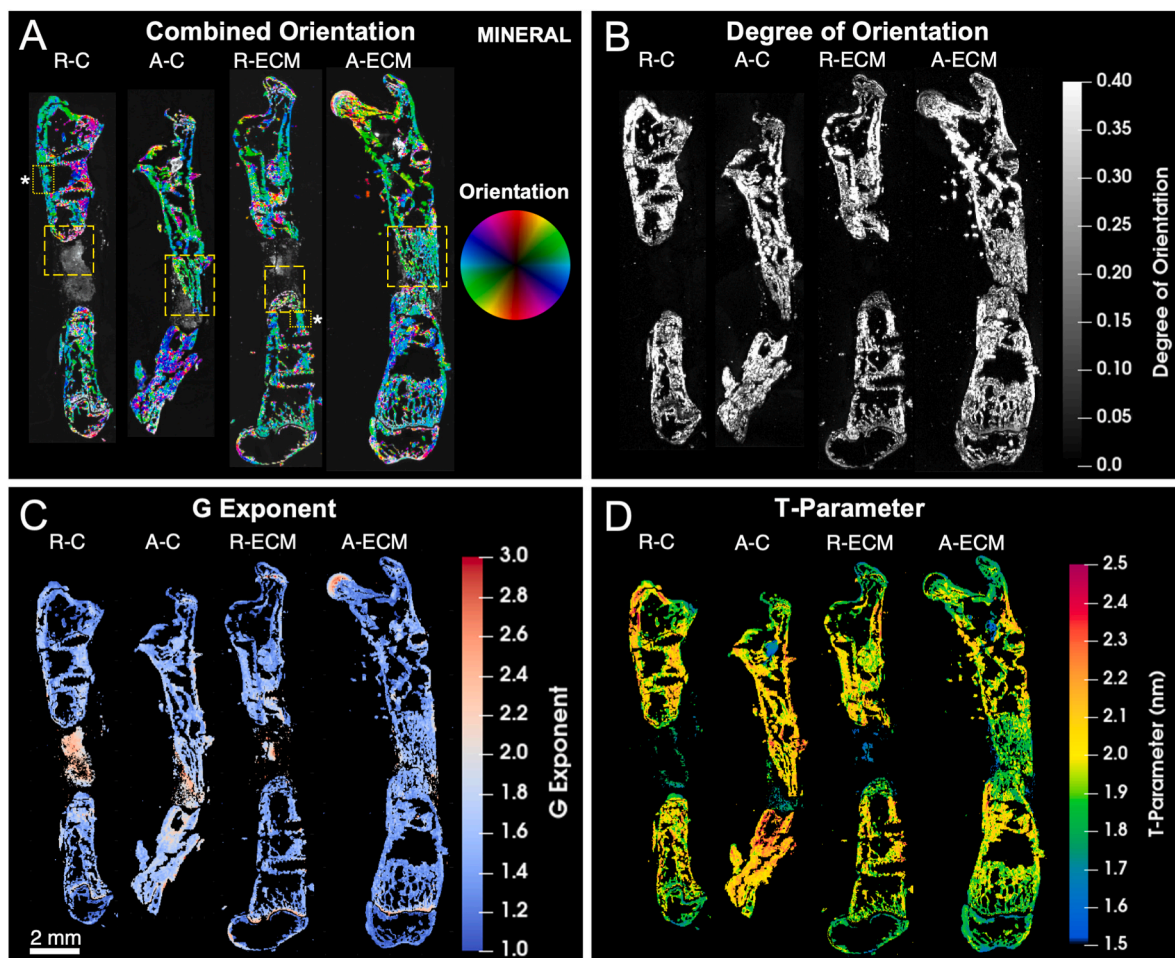 A
Combined Orientation
MINERAL
R-C
A-C
R-ECM
A-ECM
*
*
Orientation
B
Degree of Orientation
R-C
A-C
R-ECM
A-ECM
0.40
0.35
0.30
0.25
0.20
0.15
0.10
0.05
0.0
Degree of Orientation
C
G Exponent
R-C
A-C
R-ECM
A-ECM
3.0
2.8
2.6
2.4
2.2
2.0
1.8
1.6
1.4
1.2
1.0
G Exponent
2 mm
D
T-Parameter
R-C
A-C
R-ECM
A-ECM
2.5
2.4
2.3
2.2
2.1
2.0
1.9
1.8
1.7
1.6
1.5
T-Parameter (nm)